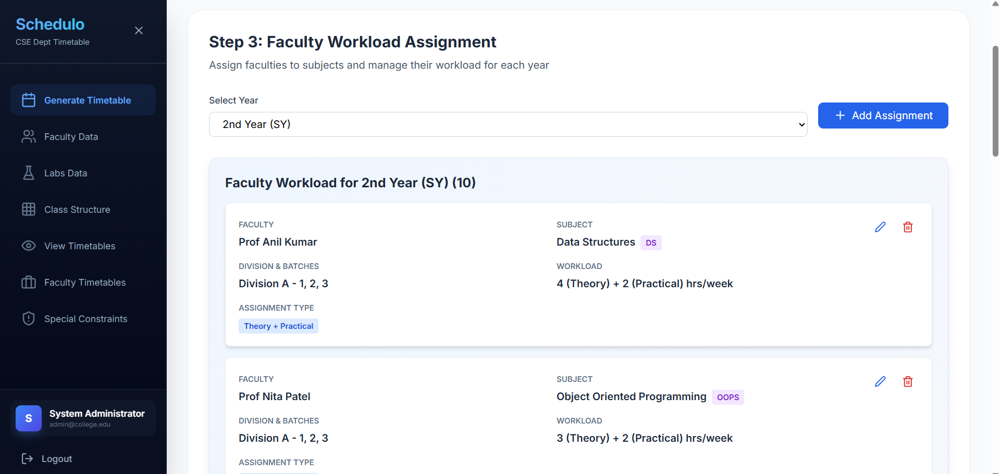 Schedulo
CSE Dept Timetable
Generate Timetable
Faculty Data
Labs Data
Class Structure
View Timetables
Faculty Timetables
Special Constraints
S
System Administrator
admin@college.edu
Logout
Step 3: Faculty Workload Assignment
Assign faculties to subjects and manage their workload for each year
Select Year
2nd Year (SY)
Add Assignment
Faculty Workload for 2nd Year (SY) (10)
FACULTY
Prof Anil Kumar
SUBJECT
Data Structures DS
DIVISION & BATCHES
Division A - 1, 2, 3
WORKLOAD
4 (Theory) + 2 (Practical) hrs/week
ASSIGNMENT TYPE
Theory + Practical
FACULTY
Prof Nita Patel
SUBJECT
Object Oriented Programming OOPS
DIVISION & BATCHES
Division A - 1, 2, 3
WORKLOAD
3 (Theory) + 2 (Practical) hrs/week
ASSIGNMENT TYPE